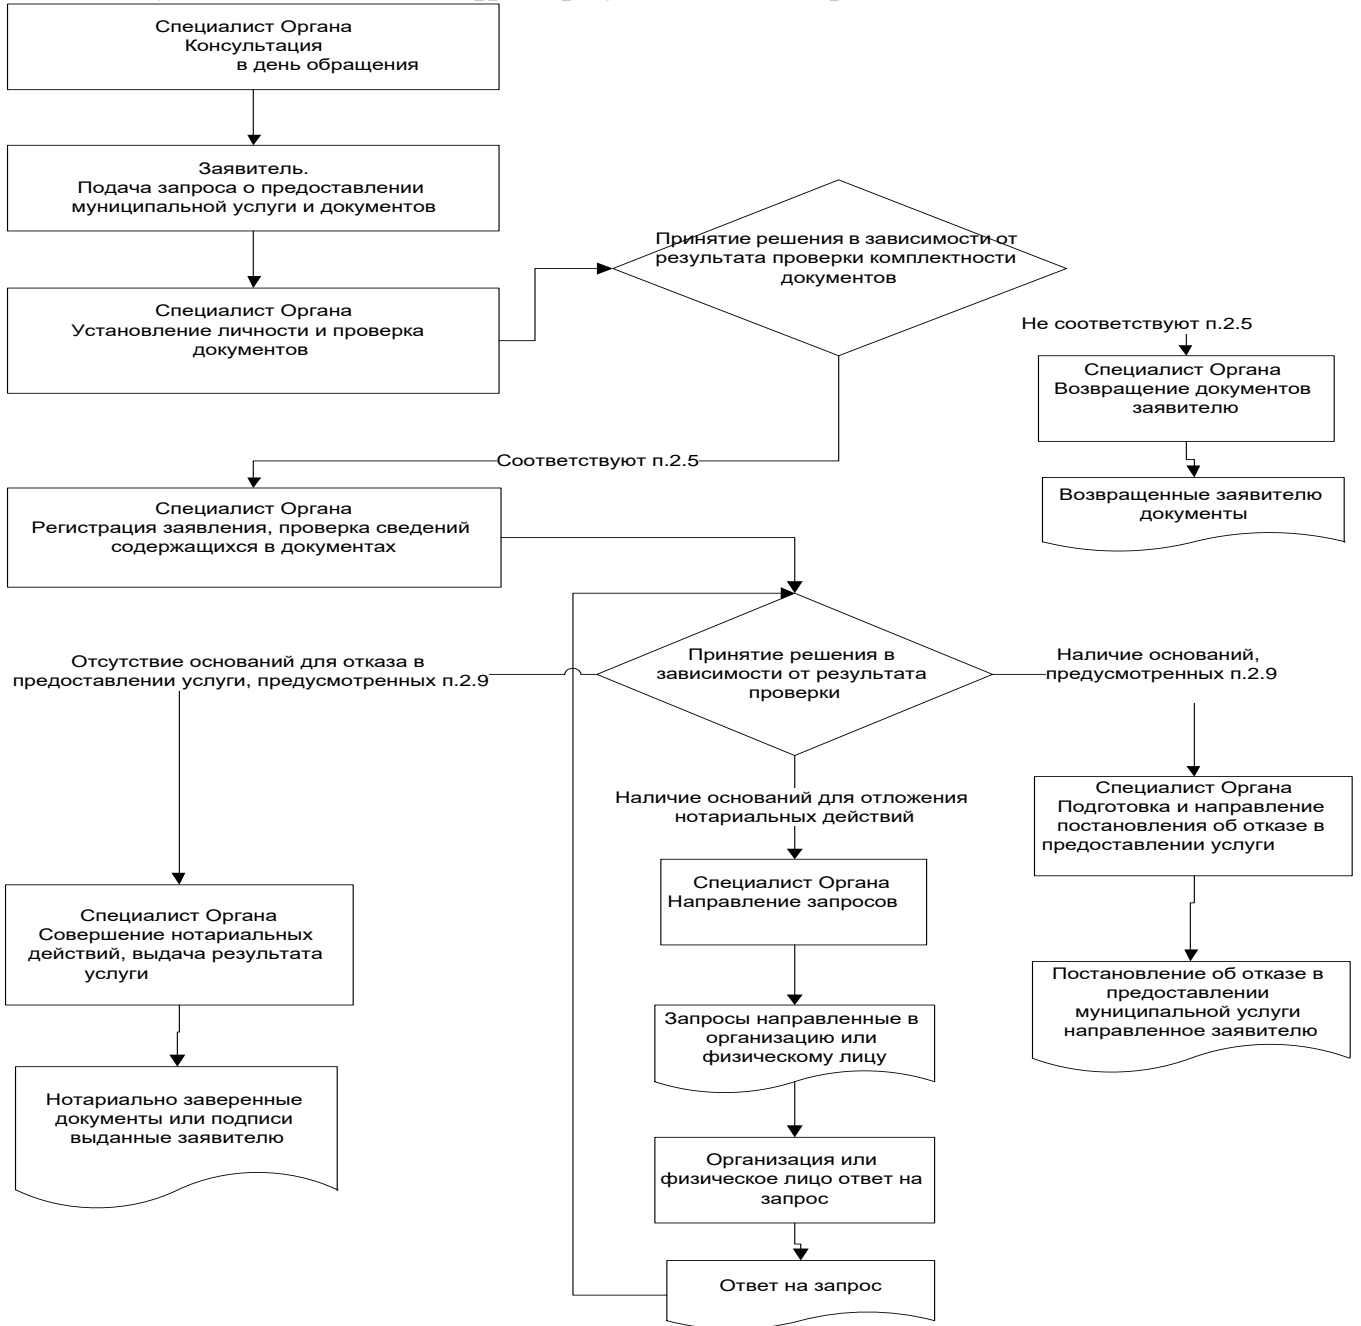 Специалист Органа
Консультация
в день обращения
Заявитель.
Подача запроса о предоставлении
муниципальной услуги и документов
Специалист Органа
Установление личности и проверка
документов
Принятие решения в зависимости от
результата проверки комплектности
документов
Не соответствуют п.2.5
Специалист Органа
Возвращение документов
заявителю
Возвращенные заявителю
документы
Соответствуют п.2.5
Специалист Органа
Регистрация заявления, проверка сведений
содержащихся в документах
Принятие решения в
зависимости от результата
проверки
Отсутствие оснований для отказа в
предоставлении услуги, предусмотренных п.2.9
Наличие оснований,
предусмотренных п.2.9
Наличие оснований для отложения
нотариальных действий
Специалист Органа
Подготовка и направление
постановления об отказе в
предоставлении услуги
Специалист Органа
Направление запросов
Специалист Органа
Совершение нотариальных
действий, выдача результата
услуги
Постановление об отказе в
предоставлении
муниципальной услуги
направленное заявителю
Запросы направленные в
организацию или
физическому лицу
Нотариально заверенные
документы или подписи
выданные заявителю
Организация или
физическое лицо ответ на
запрос
Ответ на запрос